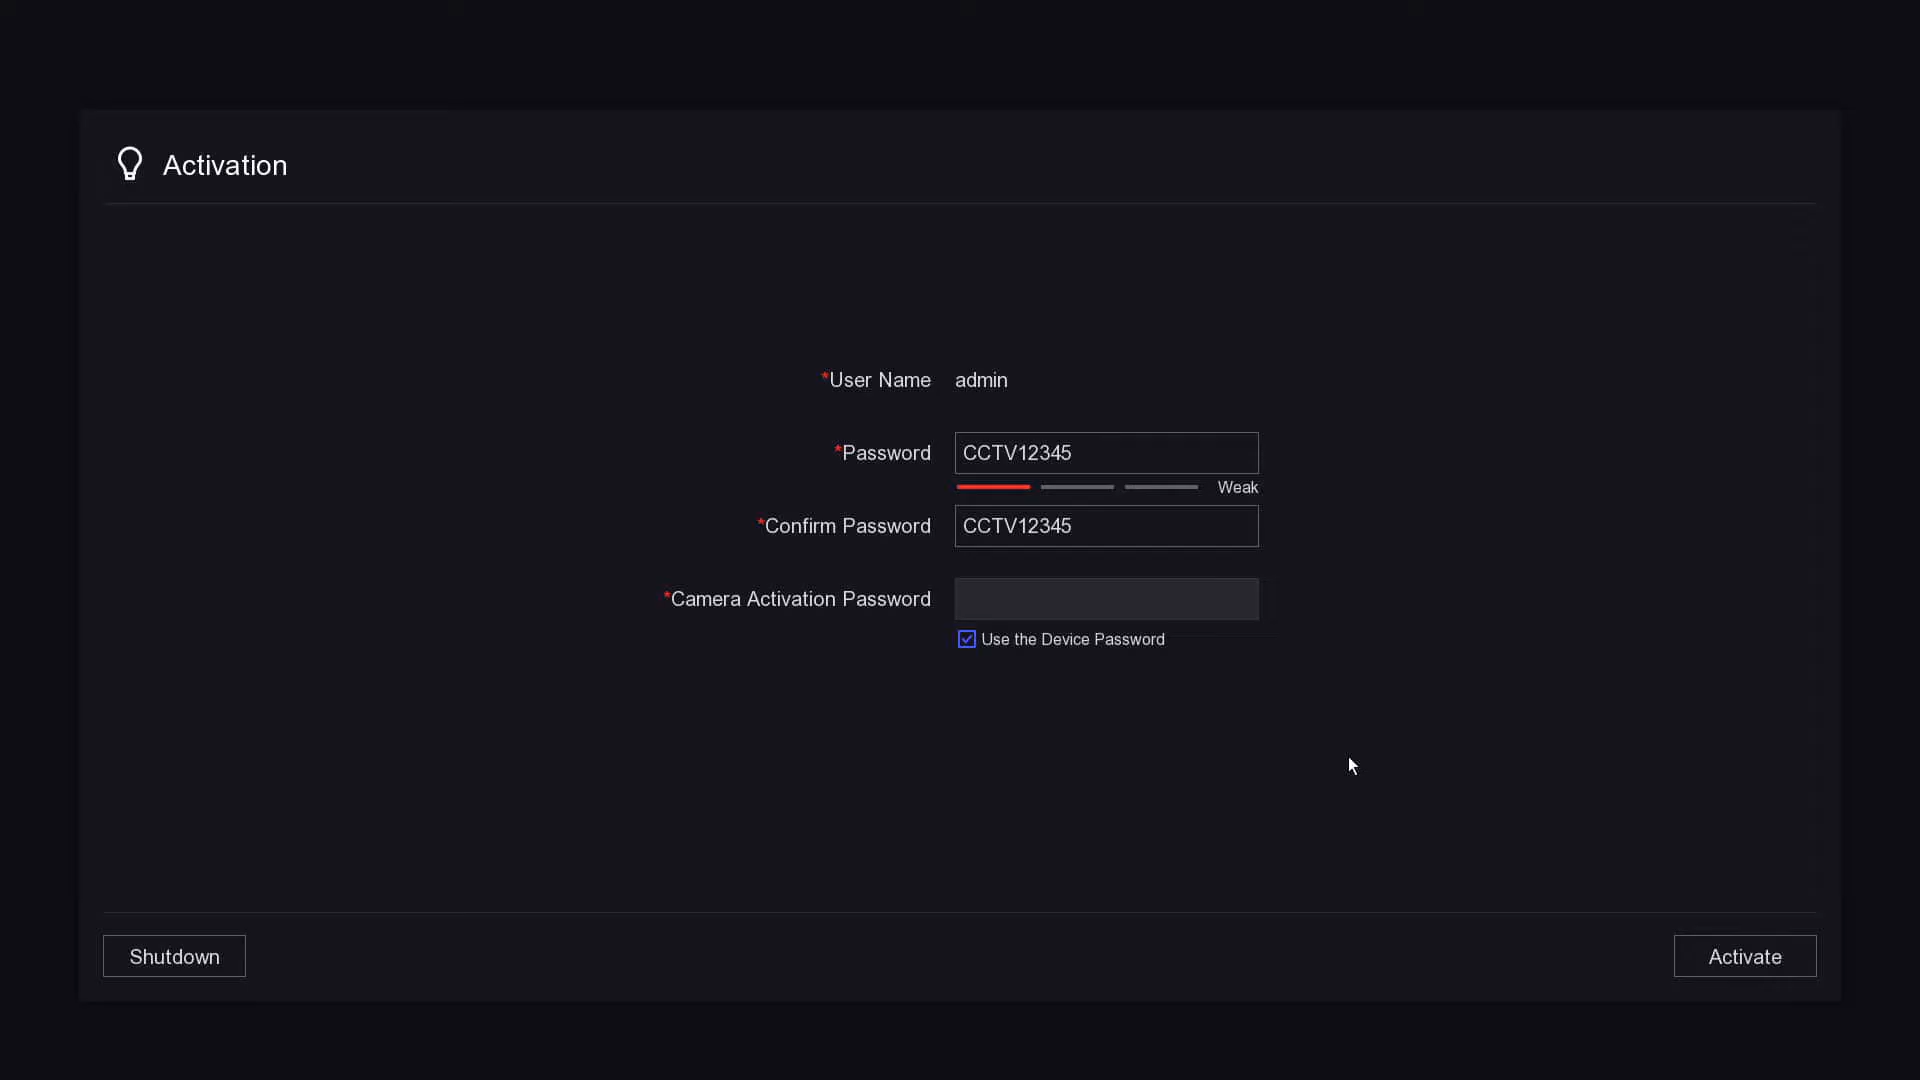 Activation
*User Name admin
*Password CCTV12345
Weak
*Confirm Password CCTV12345
*Camera Activation Password
Use the Device Password
Shutdown Activate